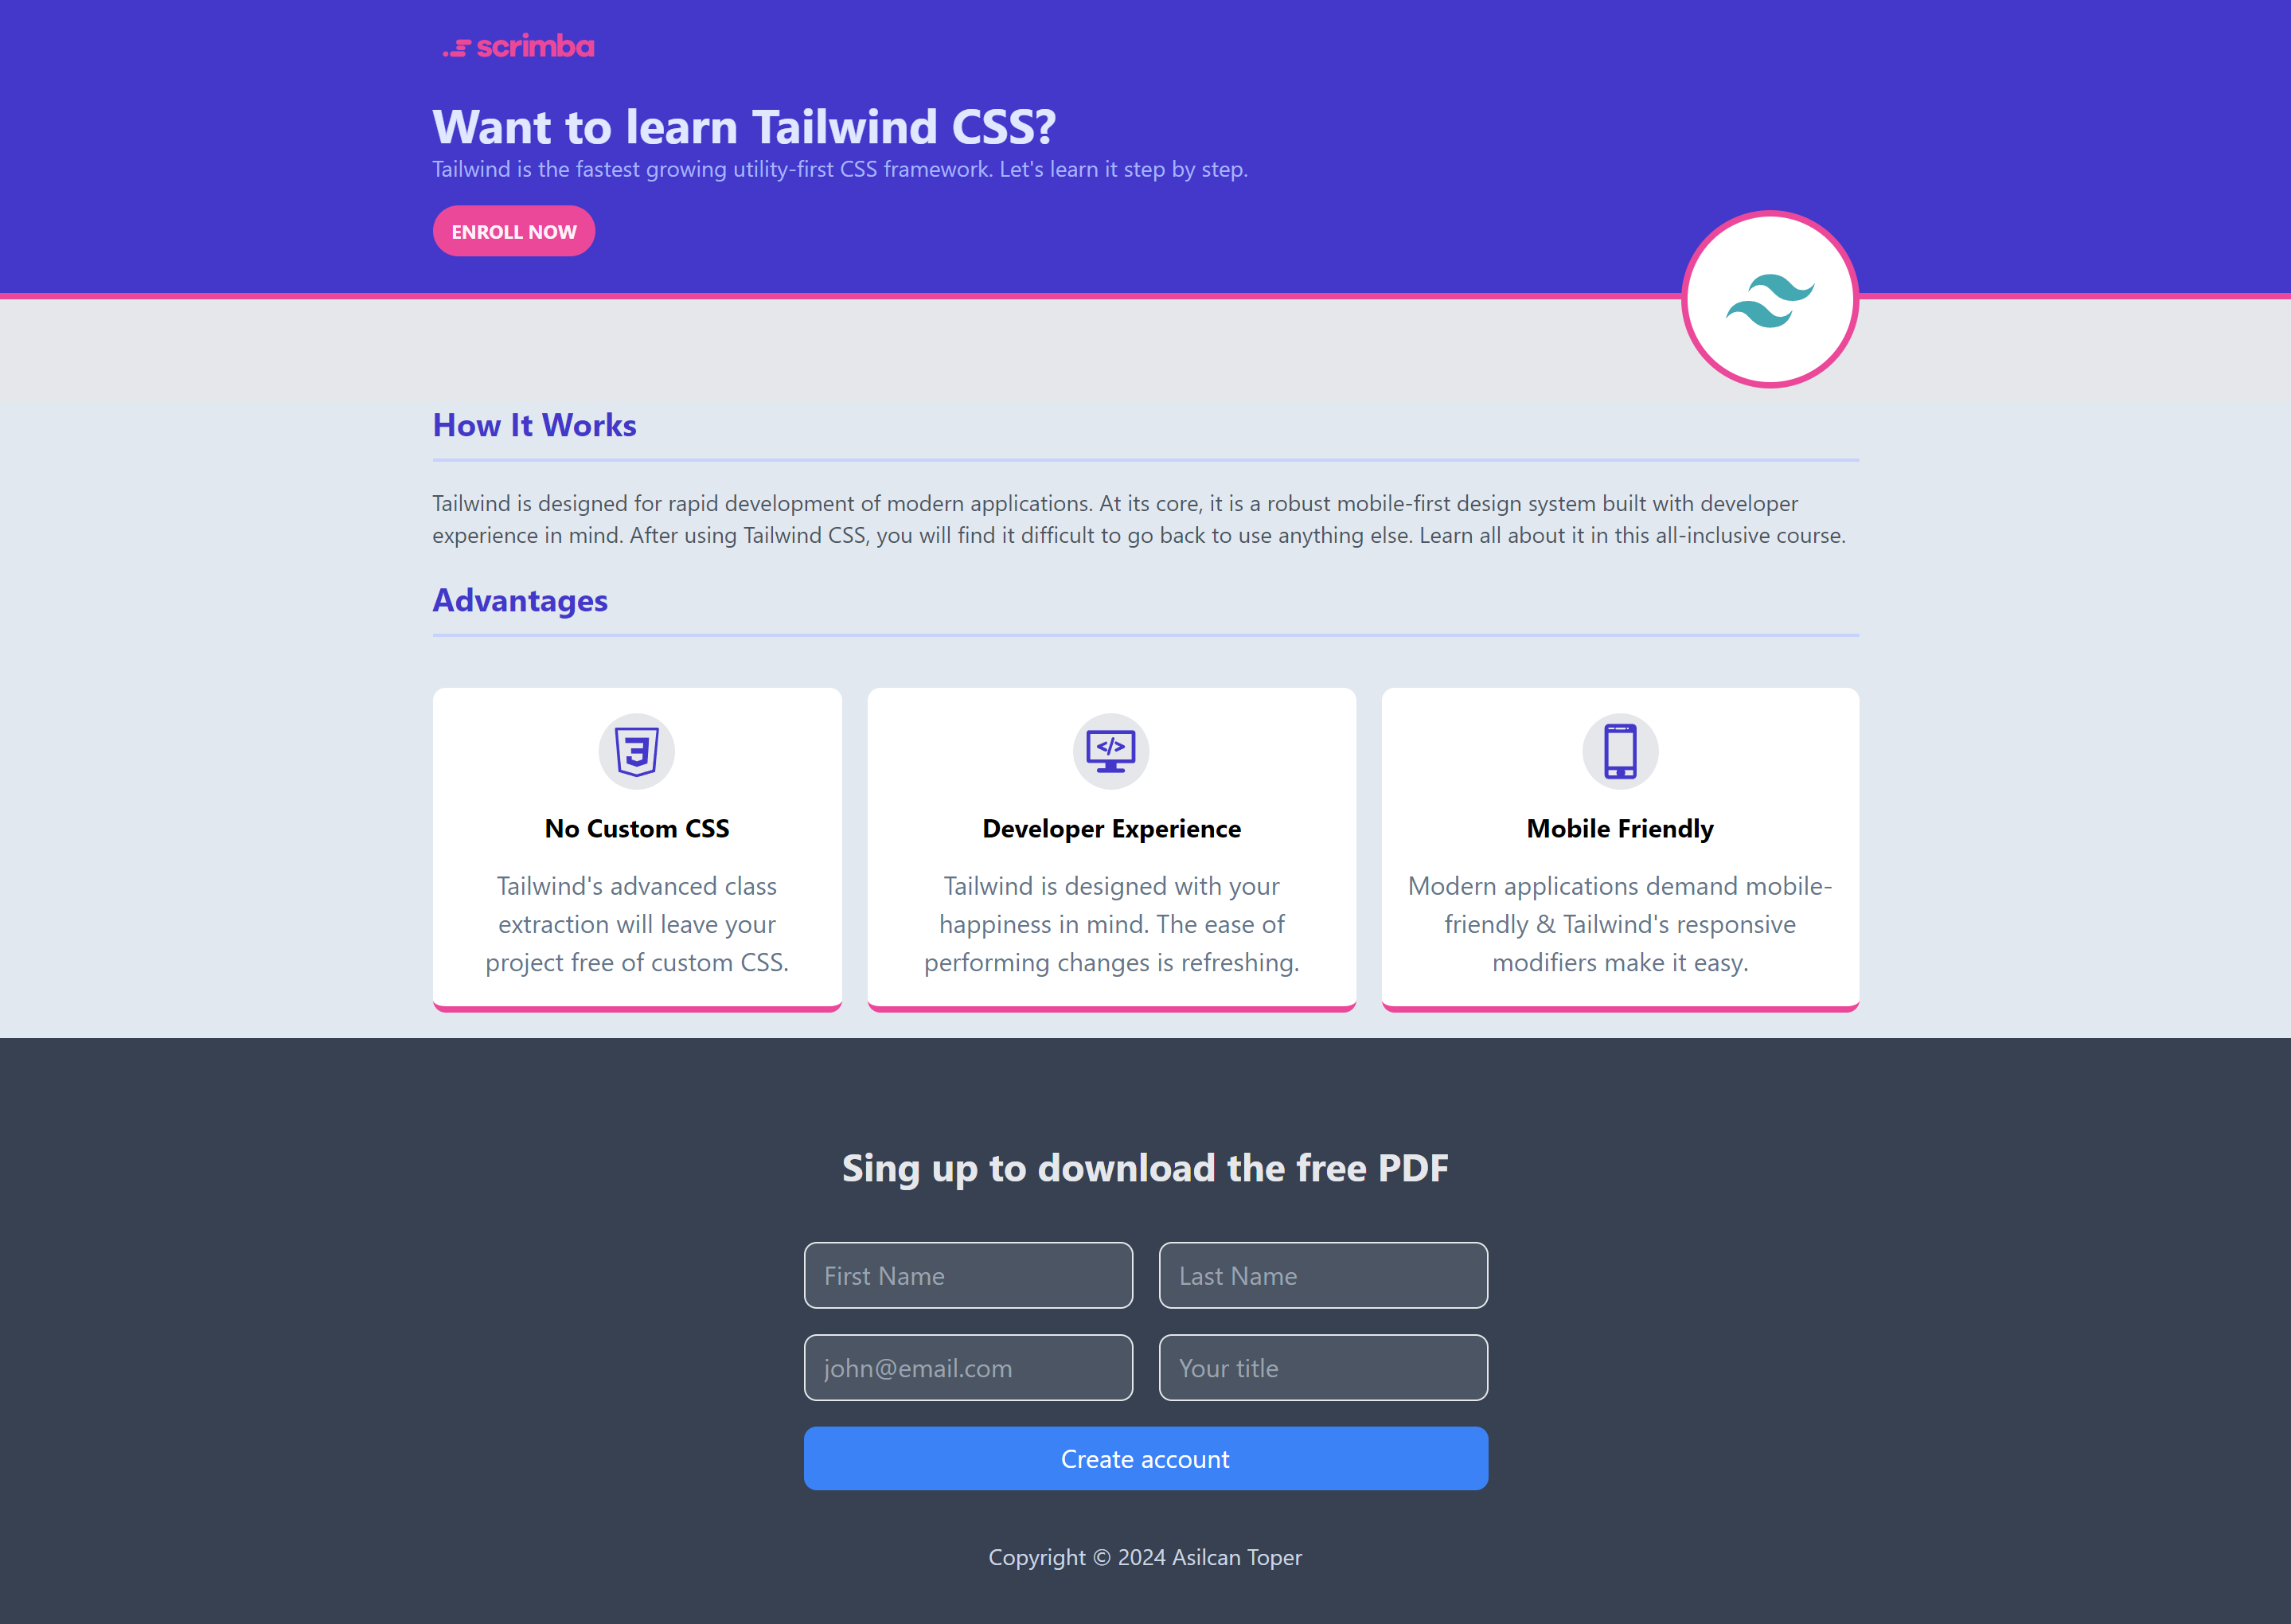 scrimba
Want to learn Tailwind CSS?
Tailwind is the fastest growing utility-first CSS framework. Let's learn it step by step.
ENROLL NOW
How It Works
Tailwind is designed for rapid development of modern applications. At its core, it is a robust mobile-first design system built with developer
experience in mind. After using Tailwind CSS, you will find it difficult to go back to use anything else. Learn all about it in this all-inclusive course.
Advantages
No Custom CSS
Tailwind's advanced class
extraction will leave your
project free of custom CSS.
Developer Experience
Tailwind is designed with your
happiness in mind. The ease of
performing changes is refreshing.
Mobile Friendly
Modern applications demand mobile-
friendly & Tailwind's responsive
modifiers make it easy.
Sing up to download the free PDF
First Name
Last Name
john@email.com
Your title
Create account
Copyright © 2024 Asilcan Toper